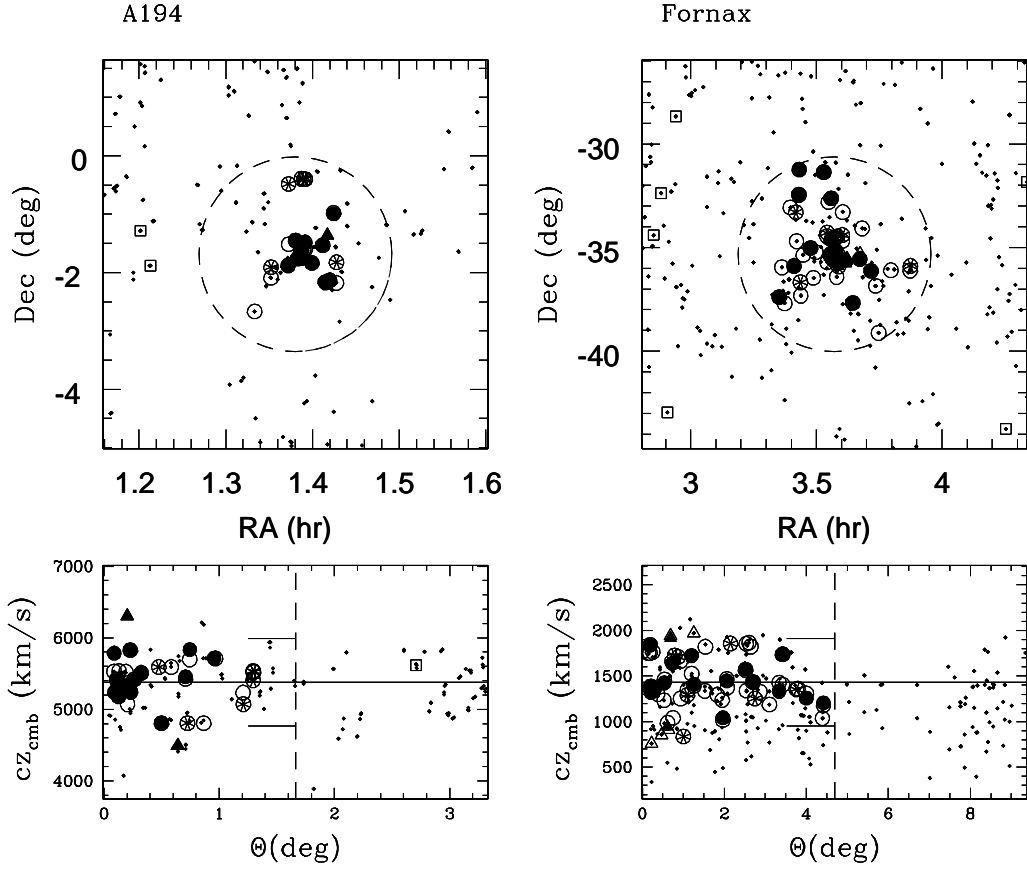 A194
Fornax
0
-2
-4
Dec (deg)
1.2 1.3 1.4 1.5 1.6
RA (hr)
-30
-35
-40
Dec (deg)
3 3.5 4
RA (hr)
7000
6000
5000
4000
cz_cmb (km/s)
0 1 2 3
Θ(deg)
2500
2000
1500
1000
500
cz_cmb (km/s)
0 2 4 6 8
Θ(deg)